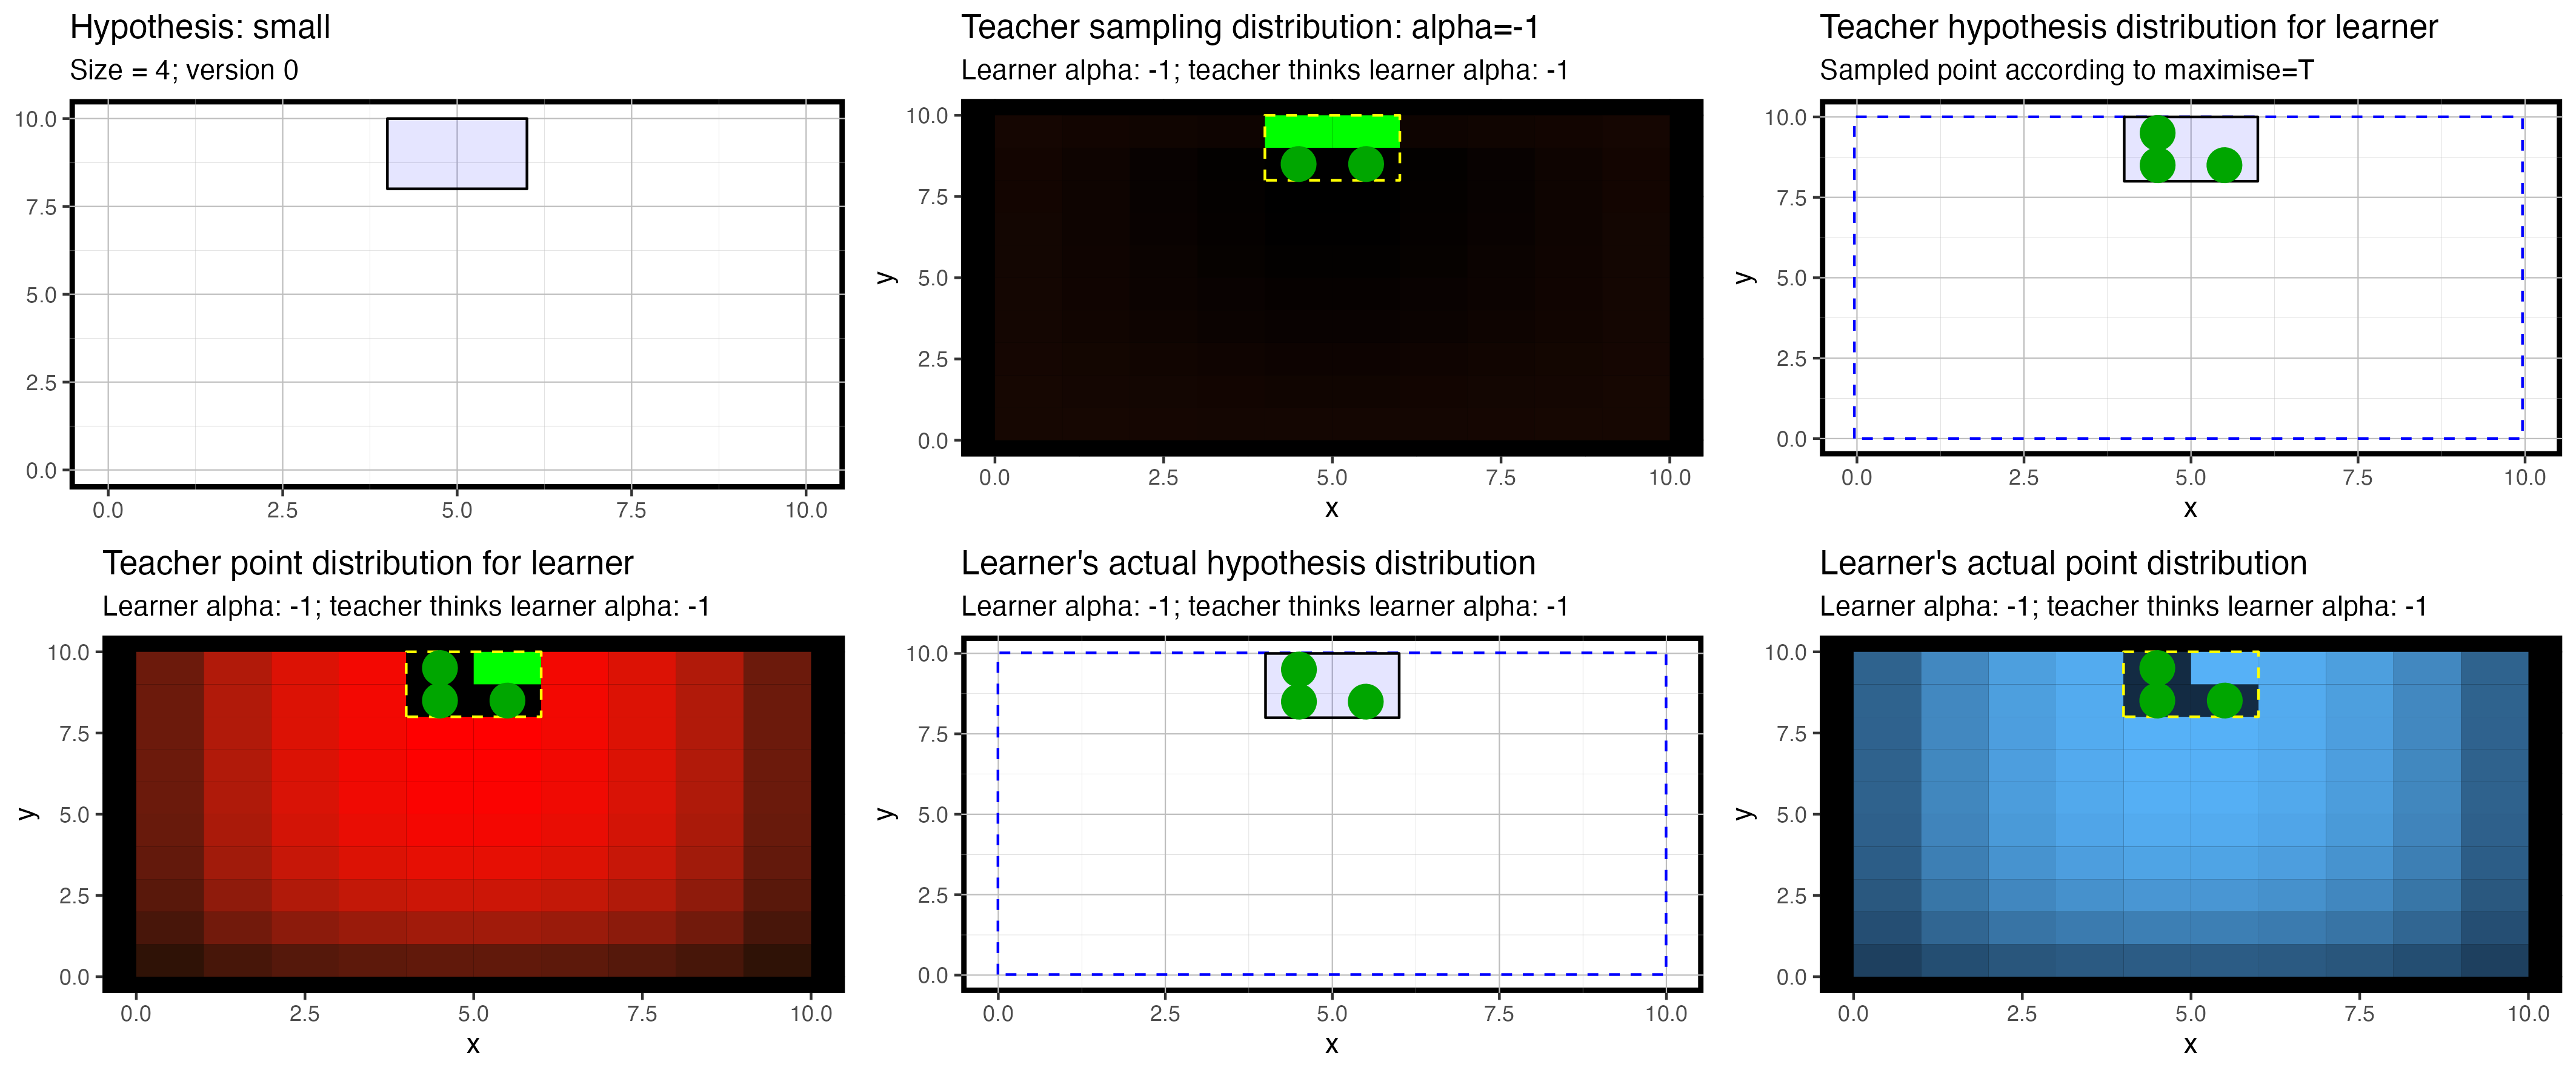 Hypothesis: small
Size = 4; version 0
10.0
7.5
5.0
2.5
0.0
0.0 2.5 5.0 7.5 10.0
Teacher sampling distribution: alpha=-1
Learner alpha: -1; teacher thinks learner alpha: -1
10.0
7.5
5.0
2.5
0.0
y
0.0 2.5 5.0 7.5 10.0
x
Teacher hypothesis distribution for learner
Sampled point according to maximise=T
10.0
7.5
5.0
2.5
0.0
y
0.0 2.5 5.0 7.5 10.0
x
Teacher point distribution for learner
Learner alpha: -1; teacher thinks learner alpha: -1
10.0
7.5
5.0
2.5
0.0
y
0.0 2.5 5.0 7.5 10.0
x
Learner's actual hypothesis distribution
Learner alpha: -1; teacher thinks learner alpha: -1
10.0
7.5
5.0
2.5
0.0
y
0.0 2.5 5.0 7.5 10.0
x
Learner's actual point distribution
Learner alpha: -1; teacher thinks learner alpha: -1
10.0
7.5
5.0
2.5
0.0
y
0.0 2.5 5.0 7.5 10.0
x